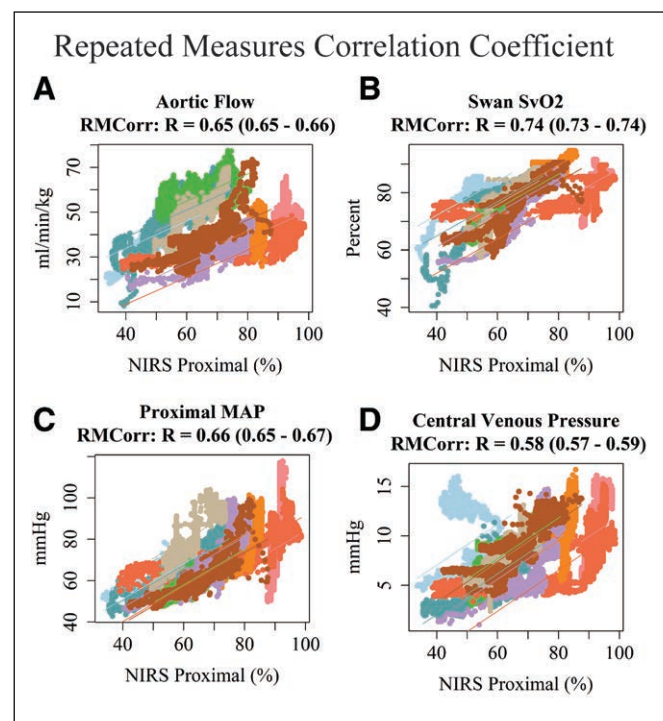 Repeated Measures Correlation Coefficient
A
Aortic Flow
RMCorr: R = 0.65 (0.65 - 0.66)
ml/min/kg
70
50
30
10
40 60 80 100
NIRS Proximal (%)
B
Swan SvO2
RMCorr: R = 0.74 (0.73 - 0.74)
Percent
80
60
40
40 60 80 100
NIRS Proximal (%)
C
Proximal MAP
RMCorr: R = 0.66 (0.65 - 0.67)
mmHg
100
80
60
40
40 60 80 100
NIRS Proximal (%)
D
Central Venous Pressure
RMCorr: R = 0.58 (0.57 - 0.59)
mmHg
15
10
5
40 60 80 100
NIRS Proximal (%)